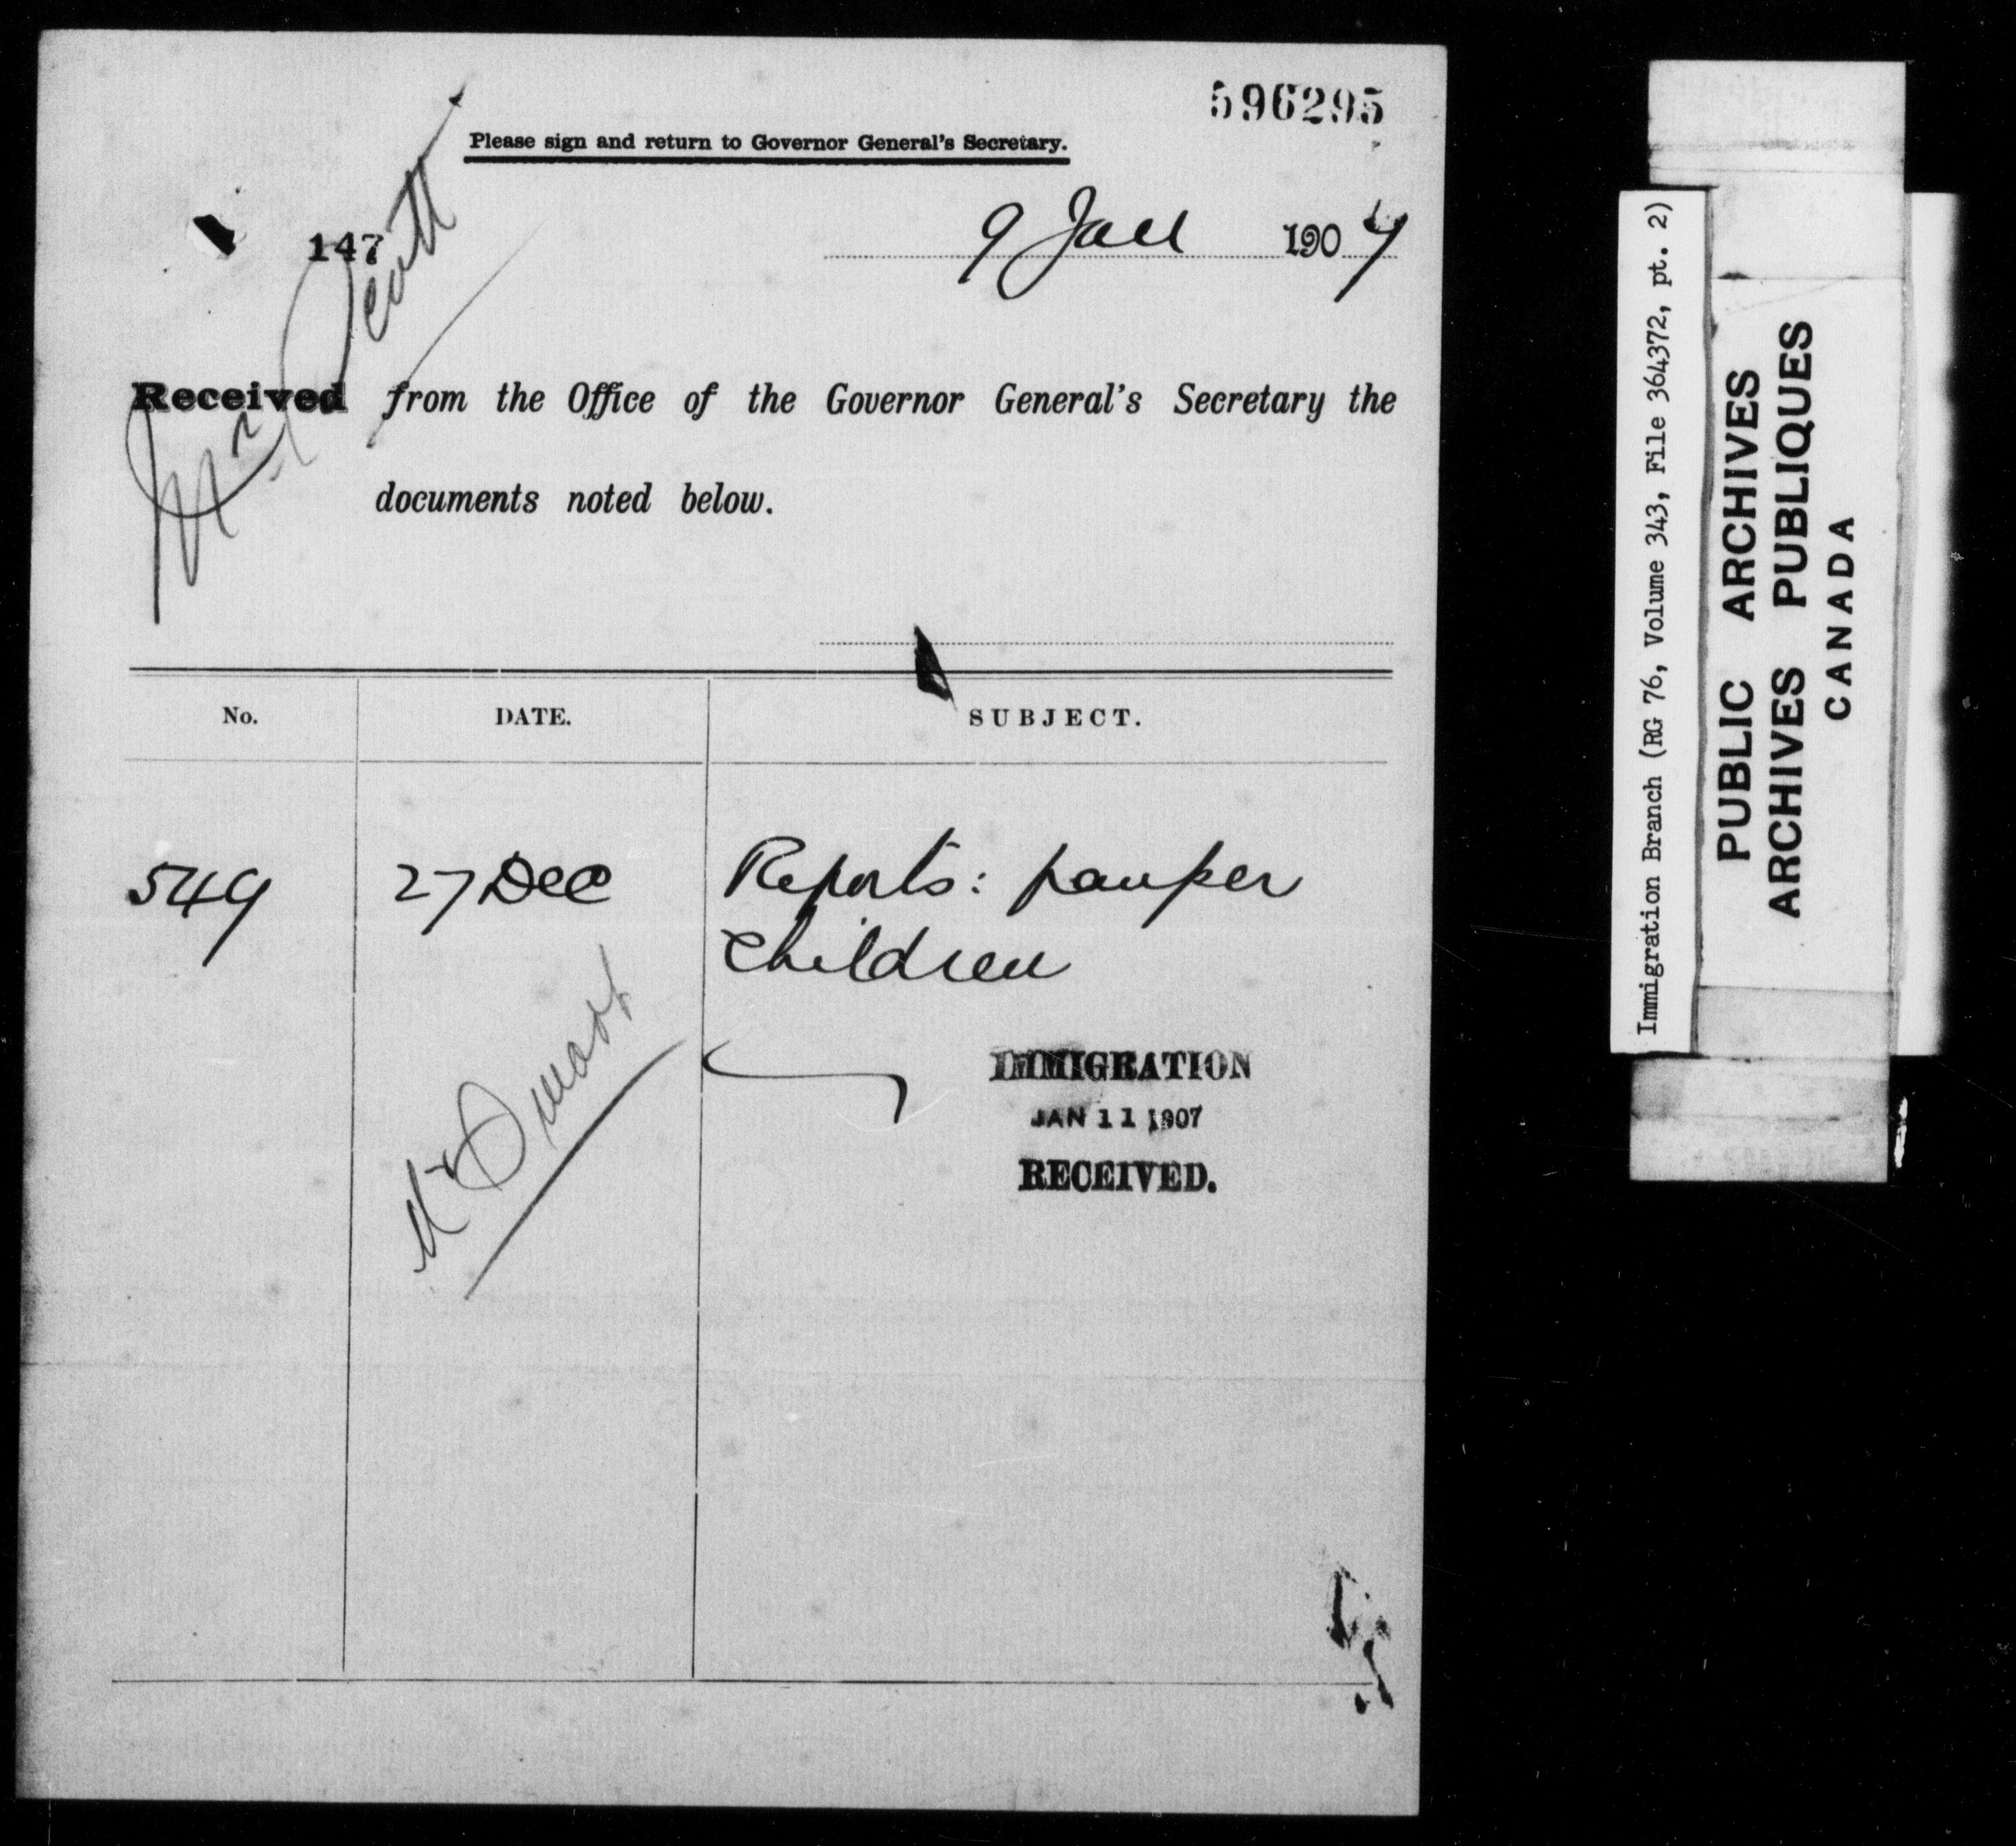 596295
Please sign and return to Governor General's Secretary.
147
9 Jan 1907
Mr Scott
Received from the Office of the Governor General's Secretary the
documents noted below.
No. DATE. SUBJECT.
549 27 Dec Reports: pauper
children
IMMIGRATION
JAN 11 1907
RECEIVED.
Immigration Branch (RG 76, Volume 343, File 364372, pt. 2)
PUBLIC ARCHIVES
ARCHIVES PUBLIQUES
CANADA